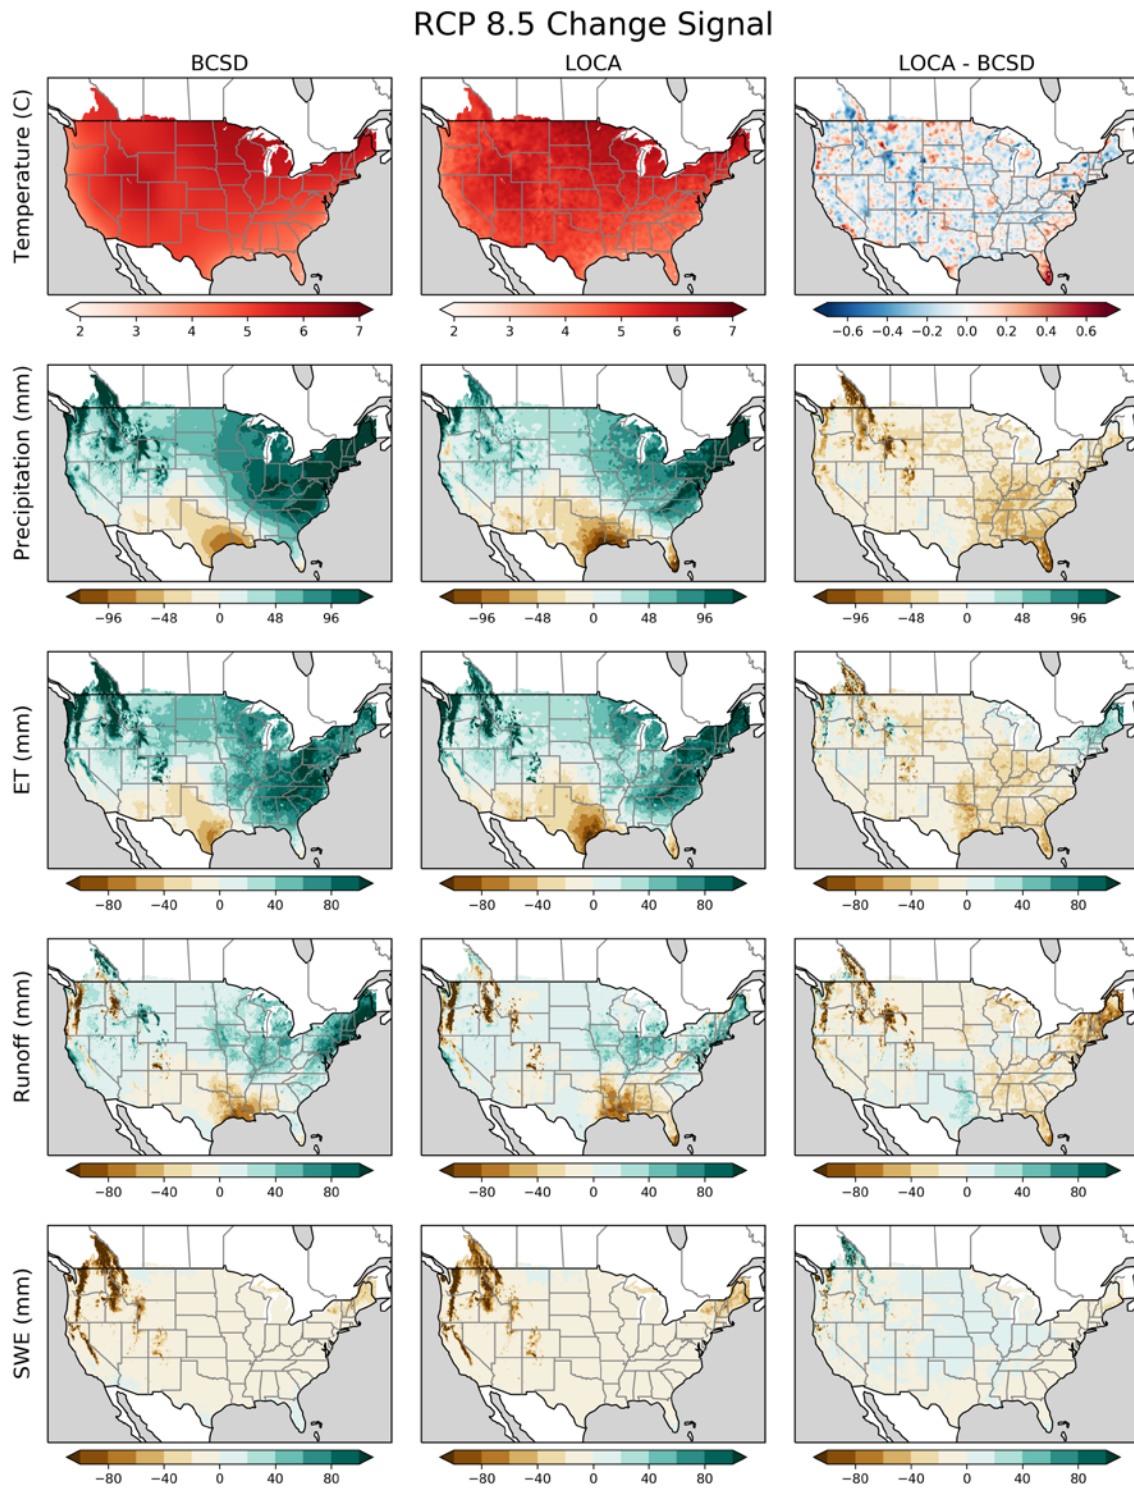 RCP 8.5 Change Signal
BCSD LOCA LOCA - BCSD
Temperature (C)
2 3 4 5 6 7 2 3 4 5 6 7 −0.6 −0.4 −0.2 0.0 0.2 0.4 0.6
Precipitation (mm)
−96 −48 0 48 96 −96 −48 0 48 96 −96 −48 0 48 96
ET (mm)
−80 −40 0 40 80 −80 −40 0 40 80 −80 −40 0 40 80
Runoff (mm)
−80 −40 0 40 80 −80 −40 0 40 80 −80 −40 0 40 80
SWE (mm)
−80 −40 0 40 80 −80 −40 0 40 80 −80 −40 0 40 80